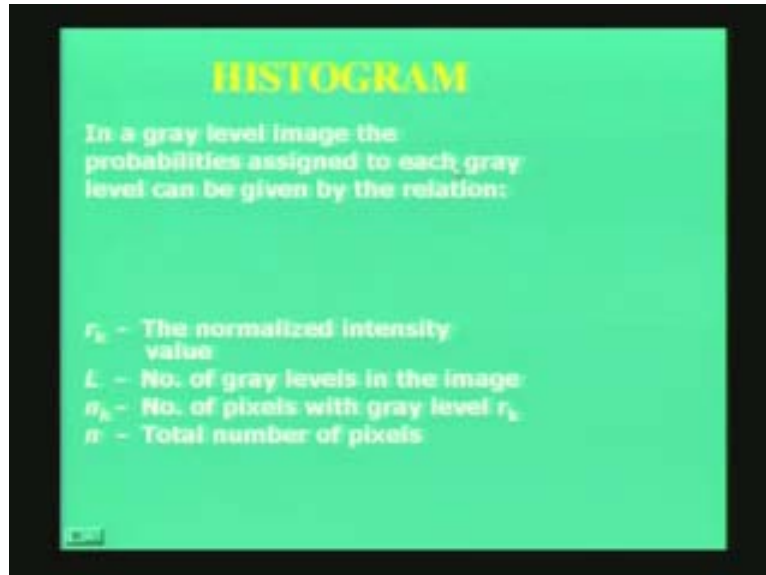 HISTOGRAM
In a gray level image the
probabilities assigned to each gray
level can be given by the relation:
rₖ - The normalized intensity
value
L - No. of gray levels in the image
nₖ - No. of pixels with gray level rₖ
n - Total number of pixels